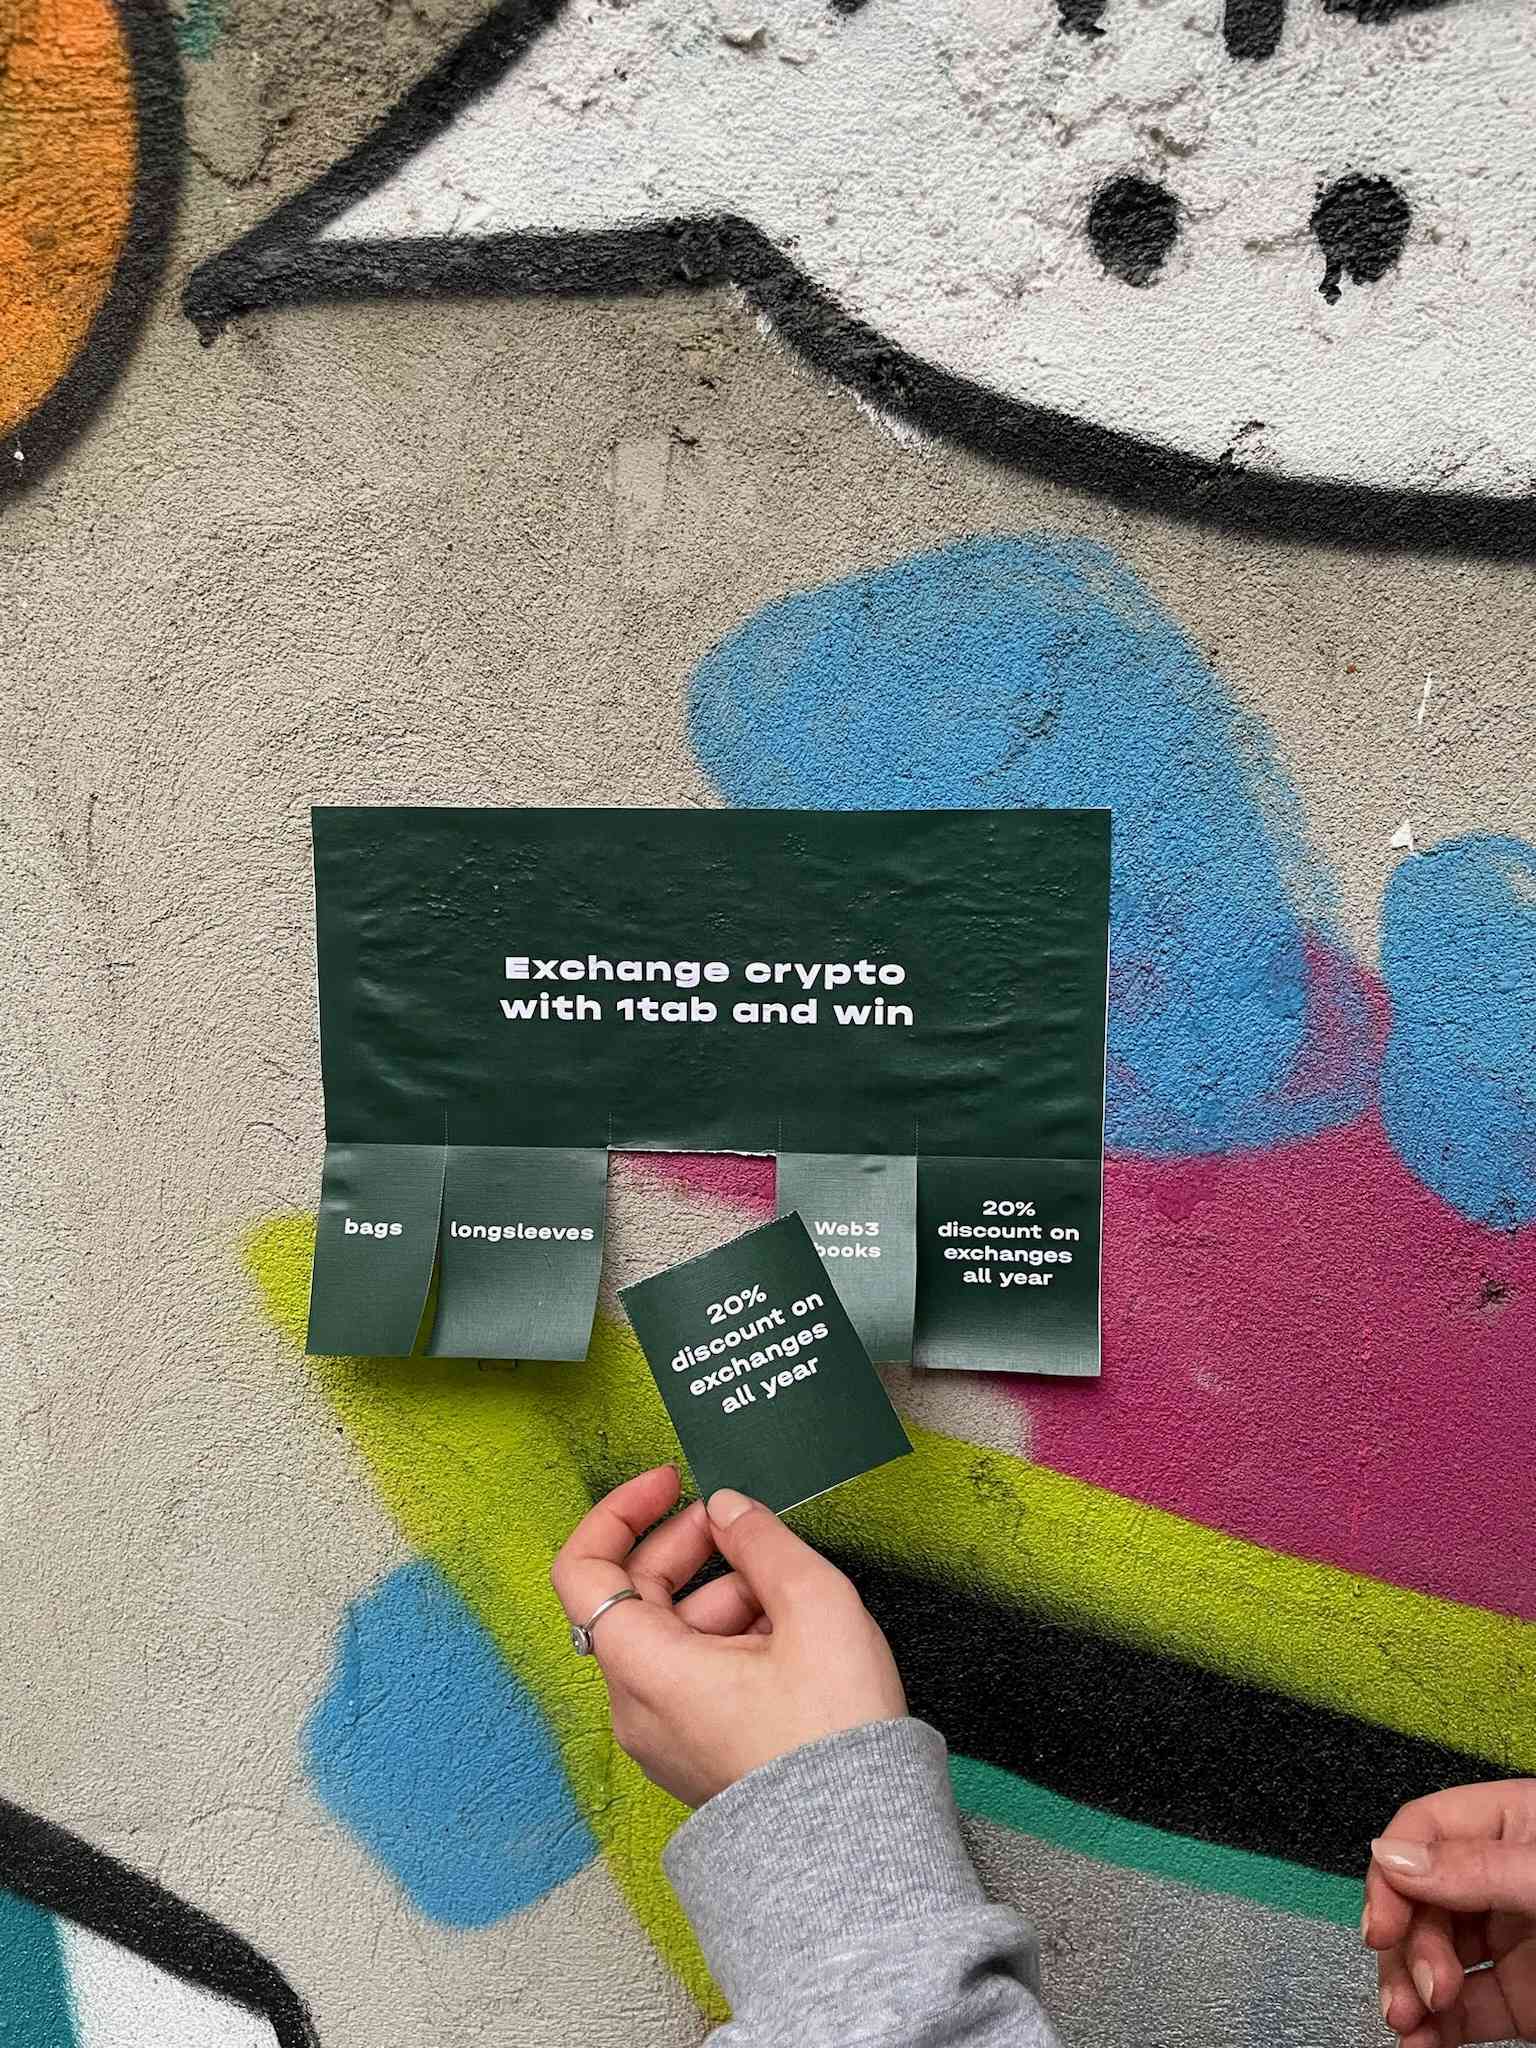 Exchange crypto
with 1tab and win
bags
longsleeves
Web3
books
20%
discount on
exchanges
all year
20%
discount on
exchanges
all year